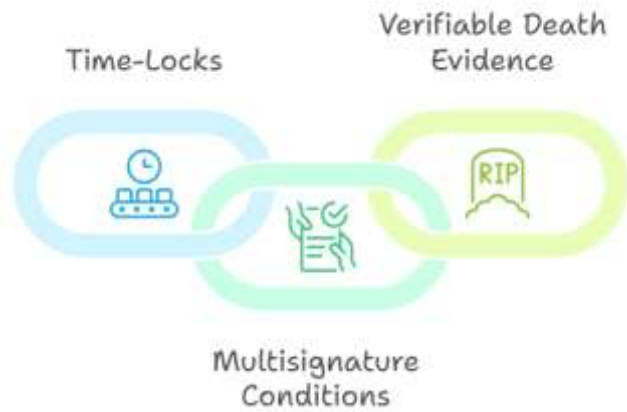 Time-Locks
Verifiable Death
Evidence
RIP
Multisignature
Conditions